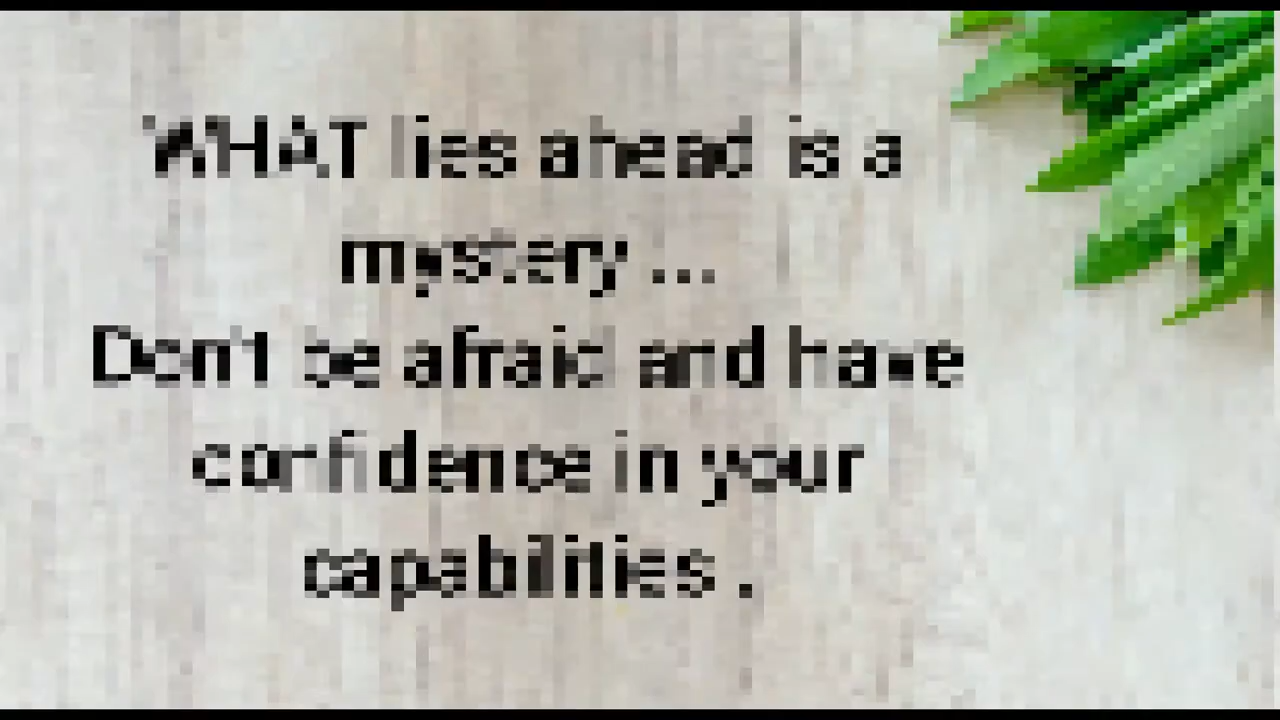 WHAT lies ahead is a
mystery ...
Don't be afraid and have
confidence in your
capabilities .